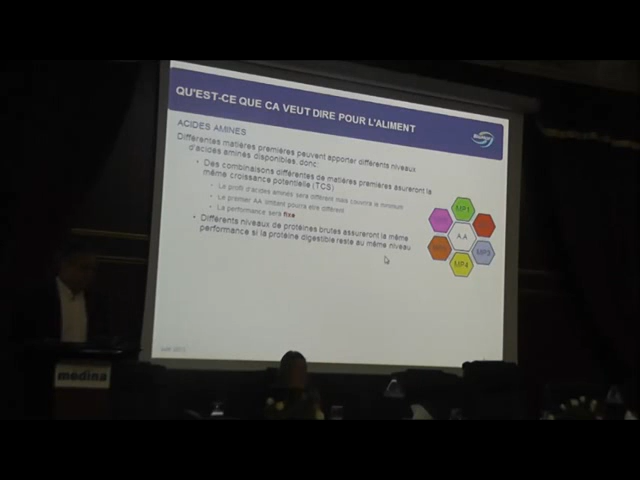 QU'EST-CE QUE CA VEUT DIRE POUR L'ALIMENT
ACIDES AMINES
Différentes matières premières peuvent apporter différents niveaux
d'acides aminés disponibles, donc:
• Des combinaisons différentes de matières premières asureront la
même croissance potentielle (TCS)
• Le profil d'acides aminés sera différent mais couvrira le minimum
• Le premier AA limitant pourra être différent
• La performance sera fixe
• Différents niveaux de protéines brutes assureront la même
performance si la protéine digestible reste au même niveau
MP1
AA
MP3
MP4
medina